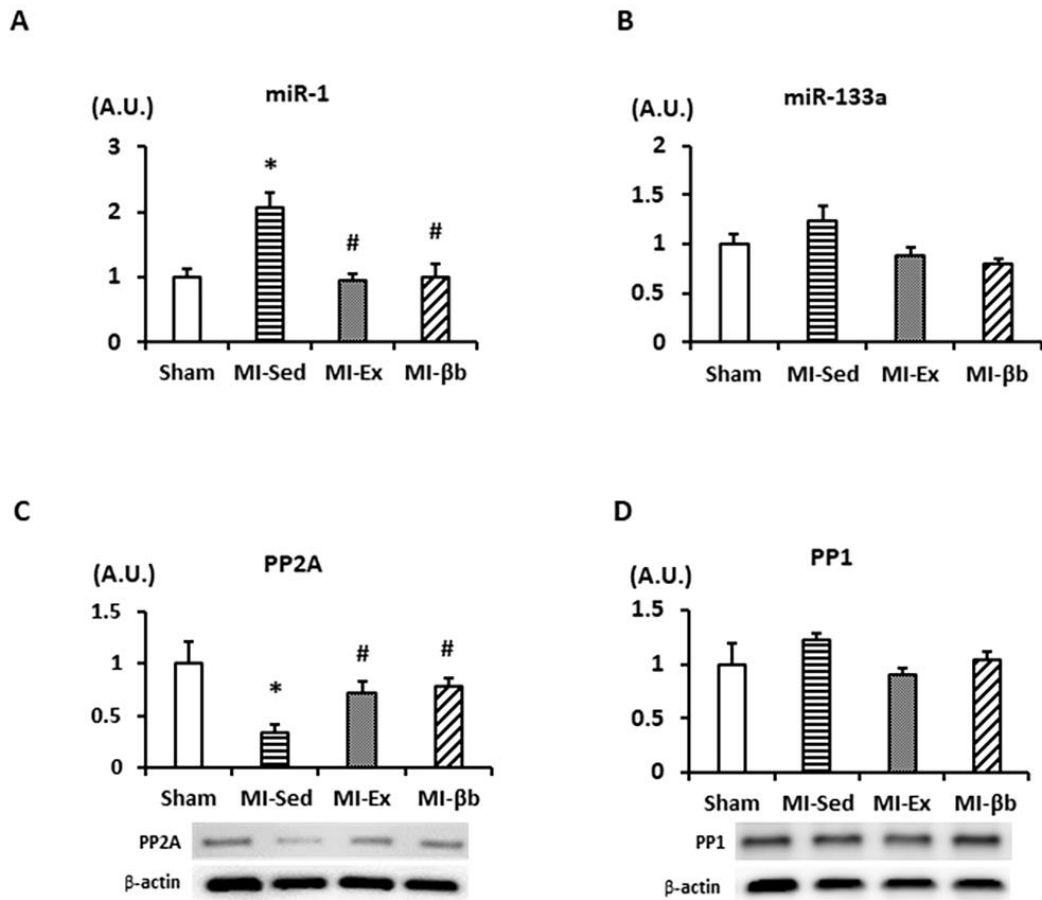 A
miR-1
(A.U.)
3
2
1
0
*
#
#
Sham MI-Sed MI-Ex MI-βb
B
miR-133a
(A.U.)
2
1.5
1
0.5
0
Sham MI-Sed MI-Ex MI-βb
C
PP2A
(A.U.)
1.5
1
0.5
0
*
#
#
Sham MI-Sed MI-Ex MI-βb
PP2A
β-actin
D
PP1
(A.U.)
1.5
1
0.5
0
Sham MI-Sed MI-Ex MI-βb
PP1
β-actin